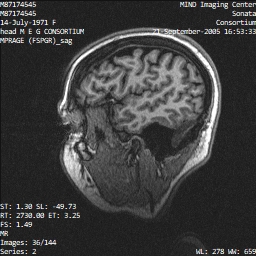 M87174545
M87174545
14-July-1971 F
head M E G CONSORTIUM
MPRAGE (FSPGR)_sag
MIND Imaging Center
Sonata
Consortium
21-September-2005 16:53:33
ST: 1.30 SL: -49.73
RT: 2730.00 ET: 3.25
FS: 1.49
MR
Images: 36/144
Series: 2
WL: 278 WW: 659